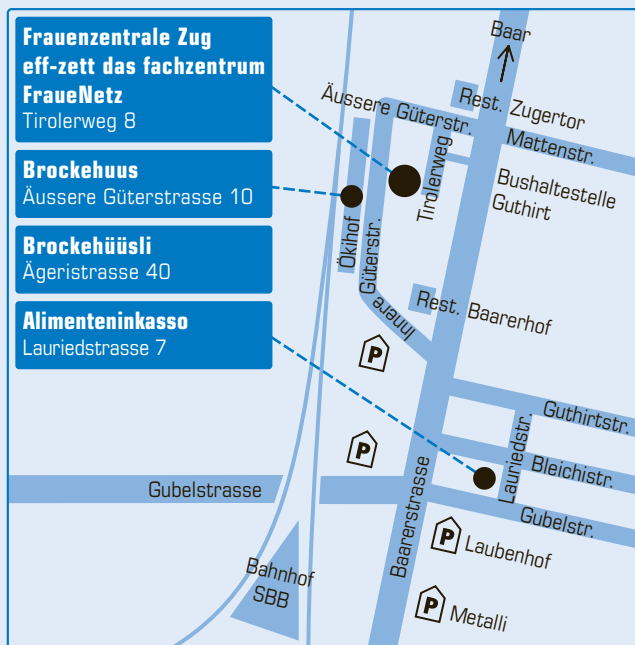 Frauenzentrale Zug
eff-zett das fachzentrum
FraueNetz
Tirolerweg 8
Brockehuus
Äussere Güterstrasse 10
Brockehüüsli
Ägeristrasse 40
Alimenteninkasso
Lauriedstrasse 7
Baar
Rest. Zugertor
Äussere Güterstr.
Mattenstr.
Tirolerweg
Bushaltestelle
Guthirt
Ökihof
Güterstr.
Innere
Rest. Baarerhof
P
Guthirtstr.
Lauriedstr.
P
Bleichistr.
Gubelstrasse
Baarerstrasse
Gubelstr.
P Laubenhof
Bahnhof
SBB
P Metalli